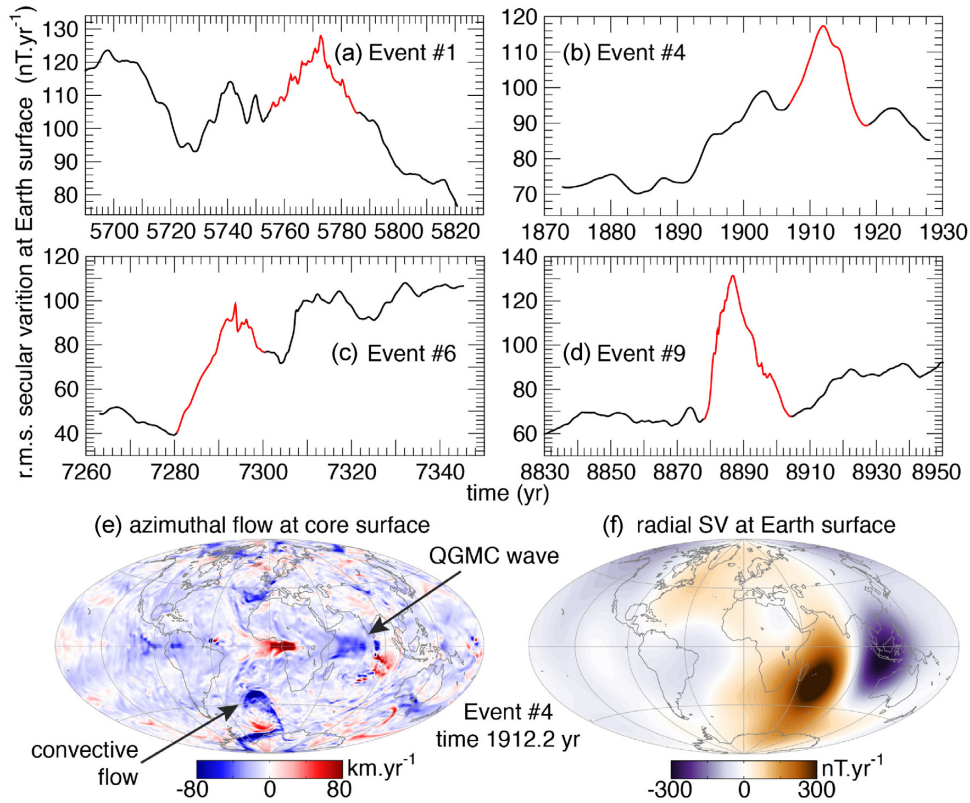 r.m.s. secular varition at Earth surface (nT.yr-1)
130
120
110
100
90
80
(a) Event #1
5700 5720 5740 5760 5780 5800 5820
120
110
100
90
80
70
(b) Event #4
1870 1880 1890 1900 1910 1920 1930
120
100
80
60
40
(c) Event #6
7260 7280 7300 7320 7340
140
120
100
80
60
(d) Event #9
8830 8850 8870 8890 8910 8930 8950
time (yr)
(e) azimuthal flow at core surface
QGMC wave
convective
flow
-80 0 80 km.yr-1
Event #4
time 1912.2 yr
(f) radial SV at Earth surface
-300 0 300 nT.yr-1